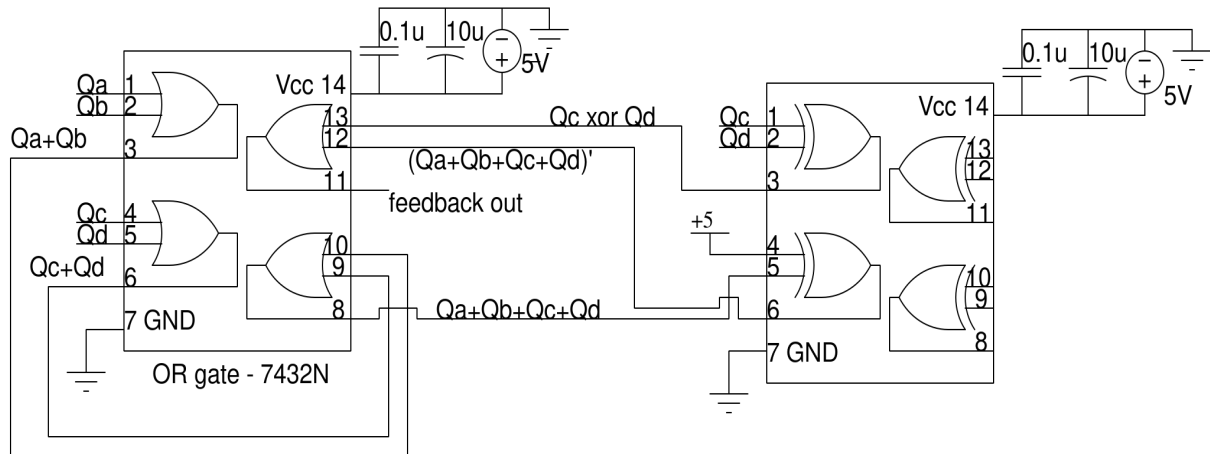 0.1u 10u
5V
Vcc 14
Qa 1
Qb 2
Qa+Qb
3
13
12
11
Qc xor Qd
(Qa+Qb+Qc+Qd)'
feedback out
Qc 4
Qd 5
Qc+Qd
6
10
9
8
Qa+Qb+Qc+Qd
7 GND
OR gate - 7432N
0.1u 10u
5V
Vcc 14
Qc 1
Qd 2
3
13
12
11
+5
4
5
6
10
9
8
7 GND